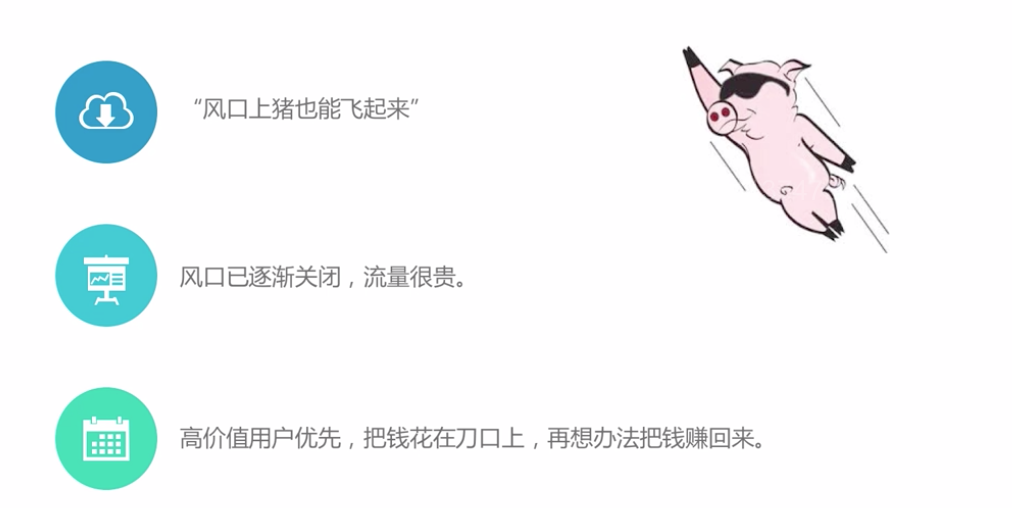 “风口上猪也能飞起来”
风口已逐渐关闭，流量很贵。
高价值用户优先，把钱花在刀口上，再想办法把钱赚回来。